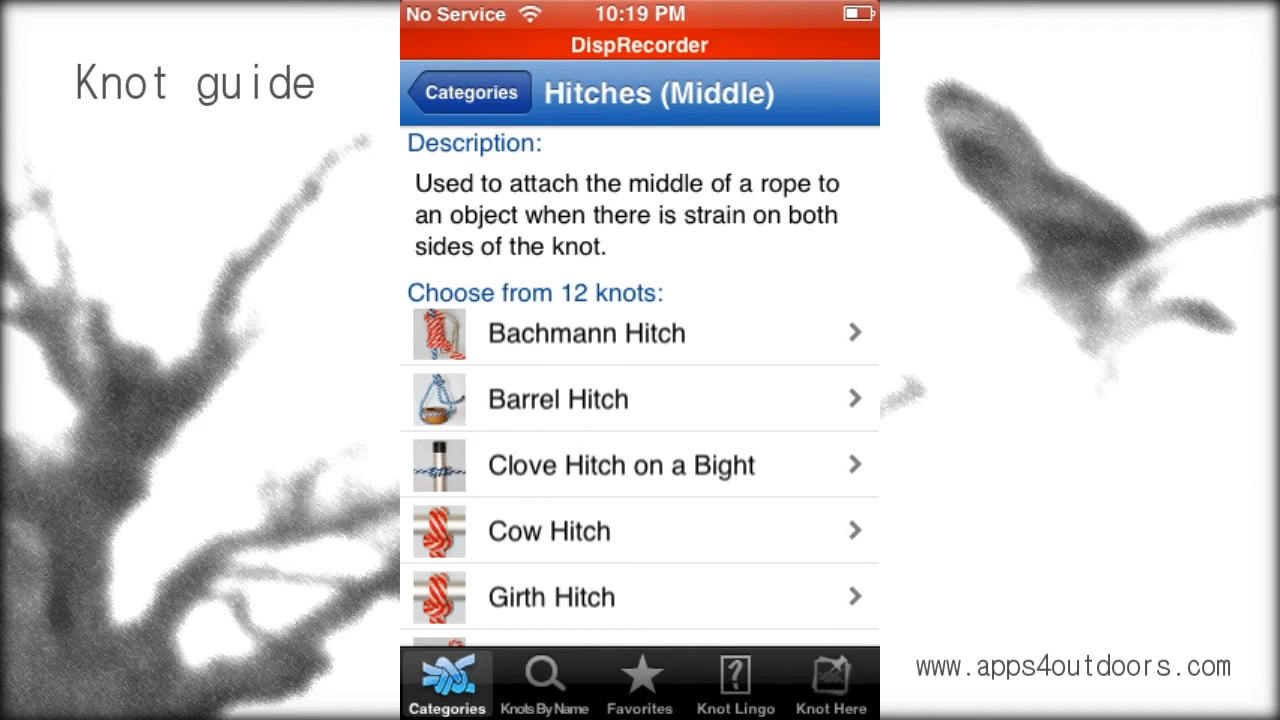 Knot guide
No Service 10:19 PM
DispRecorder
Categories Hitches (Middle)
Description:
Used to attach the middle of a rope to
an object when there is strain on both
sides of the knot.
Choose from 12 knots:
Bachmann Hitch
Barrel Hitch
Clove Hitch on a Bight
Cow Hitch
Girth Hitch
Categories Knots By Name Favorites Knot Lingo Knot Here
www.apps4outdoors.com